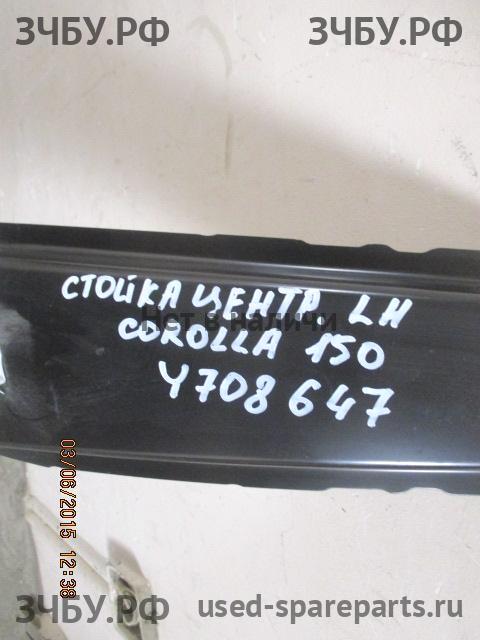 ЗЧБУ.РФ ЗЧБУ.РФ
СТОЙКА ЦЕНТР. LH
Нет в наличии
COROLLA 150
Y708647
03/06/2015 12:38
ЗЧБУ.РФ used-spareparts.ru